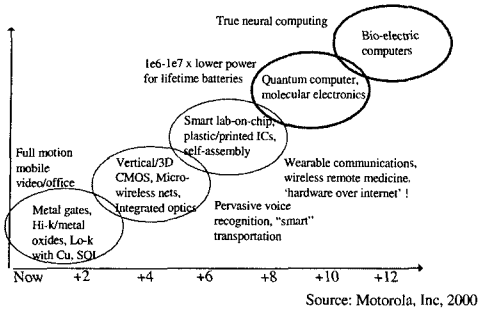 True neural computing
Bio-electric
computers
1e6-1e7 x lower power
for lifetime batteries
Quantum computer,
molecular electronics
Smart lab-on-chip,
plastic/printed ICs,
self-assembly
Full motion
mobile
video/office
Vertical/3D
CMOS, Micro-
wireless nets,
Integrated optics
Wearable communications,
wireless remote medicine,
‘hardware over internet’ !
Pervasive voice
recognition, “smart”
transportation
Metal gates,
Hi-k/metal
oxides, Lo-k
with Cu, SOI
Now +2 +4 +6 +8 +10 +12
Source: Motorola, Inc, 2000